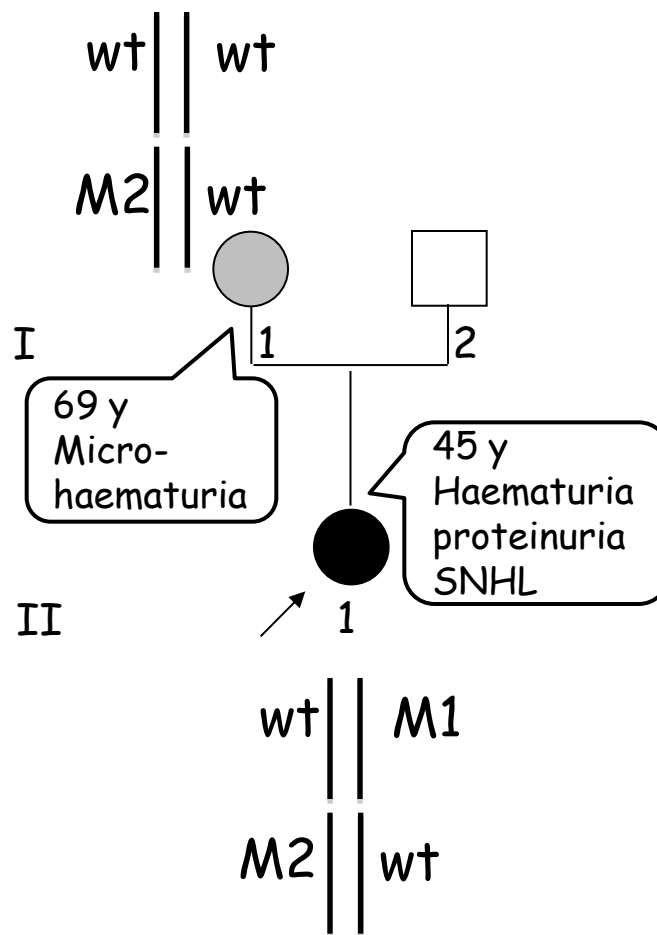 wt wt
M2 wt
I
1
2
69 y
Micro-
haematuria
45 y
Haematuria
proteinuria
SNHL
II
1
wt M1
M2 wt